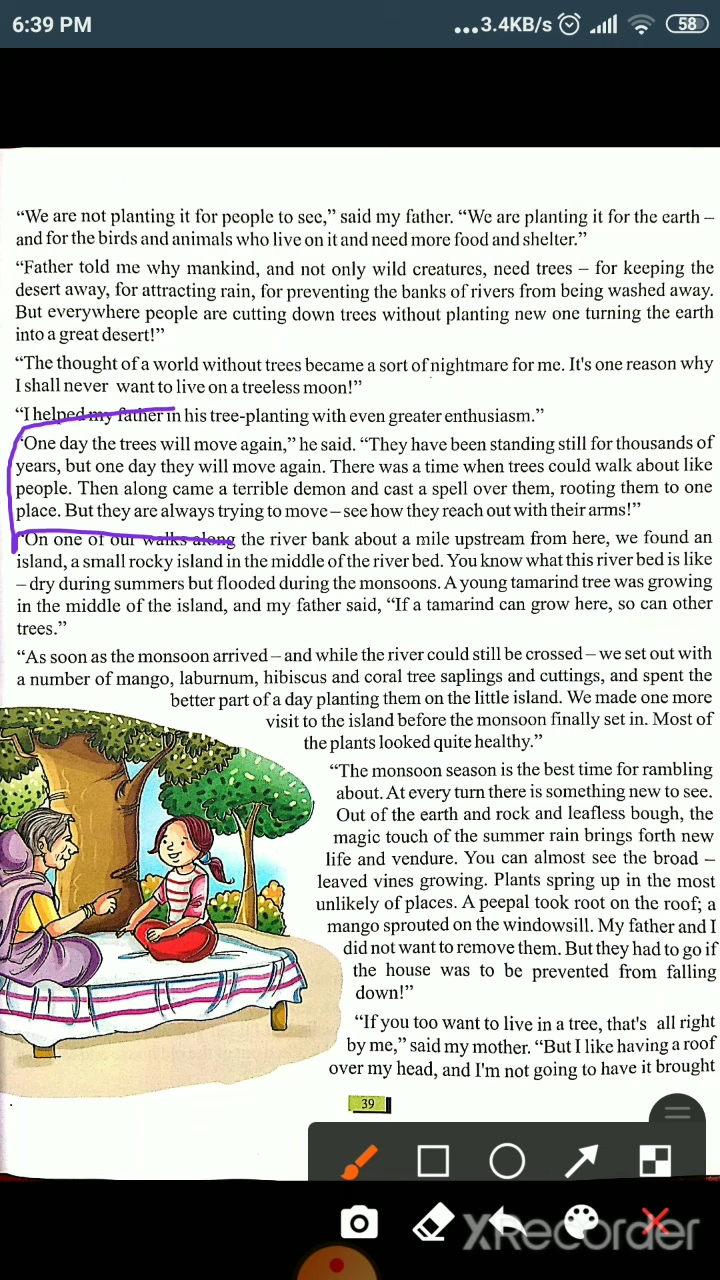 6:39 PM
...3.4KB/s
58
“We are not planting it for people to see,” said my father. “We are planting it for the earth –
and for the birds and animals who live on it and need more food and shelter.”
“Father told me why mankind, and not only wild creatures, need trees – for keeping the
desert away, for attracting rain, for preventing the banks of rivers from being washed away.
But everywhere people are cutting down trees without planting new one turning the earth
into a great desert!”
“The thought of a world without trees became a sort of nightmare for me. It's one reason why
I shall never want to live on a treeless moon!”
“I helped my father in his tree-planting with even greater enthusiasm.”
“One day the trees will move again,” he said. “They have been standing still for thousands of
years, but one day they will move again. There was a time when trees could walk about like
people. Then along came a terrible demon and cast a spell over them, rooting them to one
place. But they are always trying to move – see how they reach out with their arms!”
“On one of our walks along the river bank about a mile upstream from here, we found an
island, a small rocky island in the middle of the river bed. You know what this river bed is like
– dry during summers but flooded during the monsoons. A young tamarind tree was growing
in the middle of the island, and my father said, “If a tamarind can grow here, so can other
trees.”
“As soon as the monsoon arrived – and while the river could still be crossed – we set out with
a number of mango, laburnum, hibiscus and coral tree saplings and cuttings, and spent the
better part of a day planting them on the little island. We made one more
visit to the island before the monsoon finally set in. Most of
the plants looked quite healthy.”
“The monsoon season is the best time for rambling
about. At every turn there is something new to see.
Out of the earth and rock and leafless bough, the
magic touch of the summer rain brings forth new
life and vendure. You can almost see the broad –
leaved vines growing. Plants spring up in the most
unlikely of places. A peepal took root on the roof; a
mango sprouted on the windowsill. My father and I
did not want to remove them. But they had to go if
the house was to be prevented from falling
down!”
“If you too want to live in a tree, that's all right
by me,” said my mother. “But I like having a roof
over my head, and I'm not going to have it brought
39
XRecorder